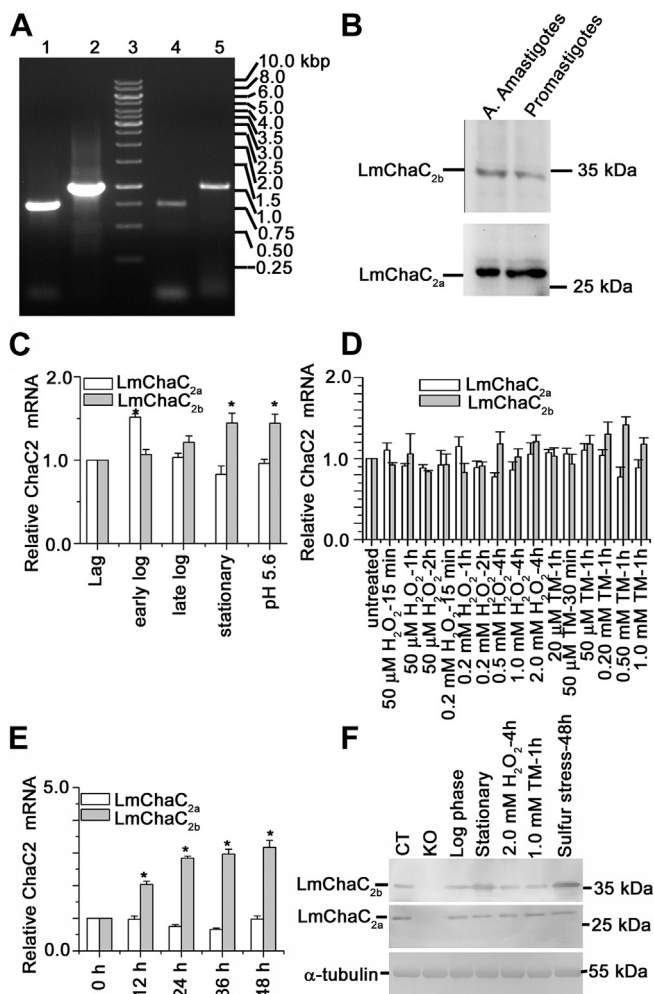 A
1 2 3 4 5
10.0 kbp
8.0
6.0
5.0
4.0
3.5
3.0
2.5
2.0
1.5
1.0
0.75
0.50
0.25
B
A. Amastigotes
Promastigotes
LmChaC2b
35 kDa
LmChaC2a
25 kDa
C
Relative ChaC2 mRNA
2.0
1.0
0.0
LmChaC2a
LmChaC2b
*
*
*
Lag
early log
late log
stationary
pH 5.6
D
Relative ChaC2 mRNA
2.0
1.0
0.0
LmChaC2a
LmChaC2b
untreated
50 µM H2O2-15 min
50 µM H2O2-1h
50 µM H2O2-2h
0.2 mM H2O2-15 min
0.2 mM H2O2-1h
0.2 mM H2O2-2h
0.5 mM H2O2-4h
1.0 mM H2O2-4h
2.0 mM H2O2-4h
20 µM TM-1h
50 µM TM-30 min
50 µM TM-1h
0.20 mM TM-1h
0.50 mM TM-1h
1.0 mM TM-1h
E
Relative ChaC2 mRNA
5.0
0.0
LmChaC2a
LmChaC2b
*
*
*
*
0 h
12 h
24 h
36 h
48 h
F
CT
KO
Log phase
Stationary
2.0 mM H2O2-4h
1.0 mM TM-1h
Sulfur stress-48h
LmChaC2b
35 kDa
LmChaC2a
25 kDa
α-tubulin
55 kDa